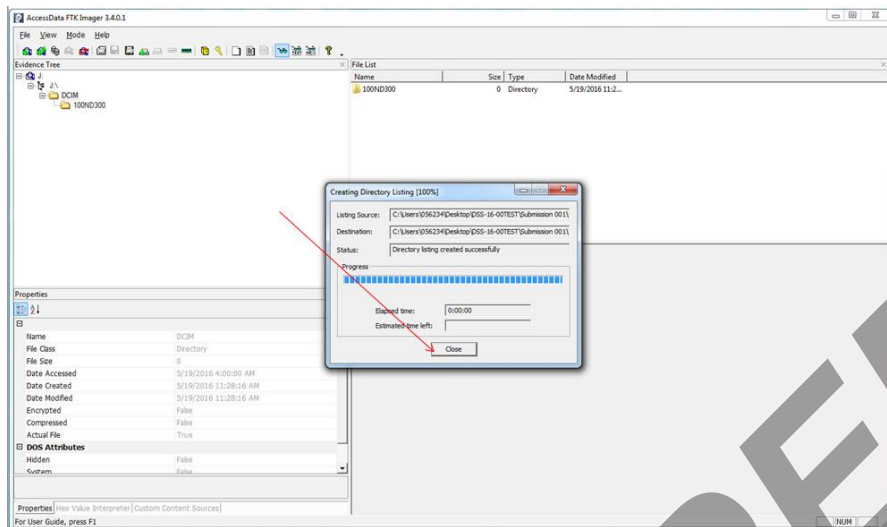 AccessData FTK Imager 3.4.0.1
File View Mode Help
Evidence Tree
J:
J:\
DCIM
100ND300
File List
Name Size Type Date Modified
100ND300 0 Directory 5/19/2016 11:2...
Creating Directory Listing [100%]
Listing Source: C:\Users\056234\Desktop\DSS-16-00TEST\Submission 001\
Destination: C:\Users\056234\Desktop\DSS-16-00TEST\Submission 001\
Status: Directory listing created successfully
Progress
Elapsed time: 0:00:00
Estimated time left:
Close
Properties
Name DCIM
File Class Directory
File Size 0
Date Accessed 5/19/2016 4:00:00 AM
Date Created 5/19/2016 11:28:16 AM
Date Modified 5/19/2016 11:28:16 AM
Encrypted False
Compressed False
Actual File True
DOS Attributes
Hidden False
System False
Properties Hex Value Interpreter Custom Content Sources
For User Guide, press F1
NUM